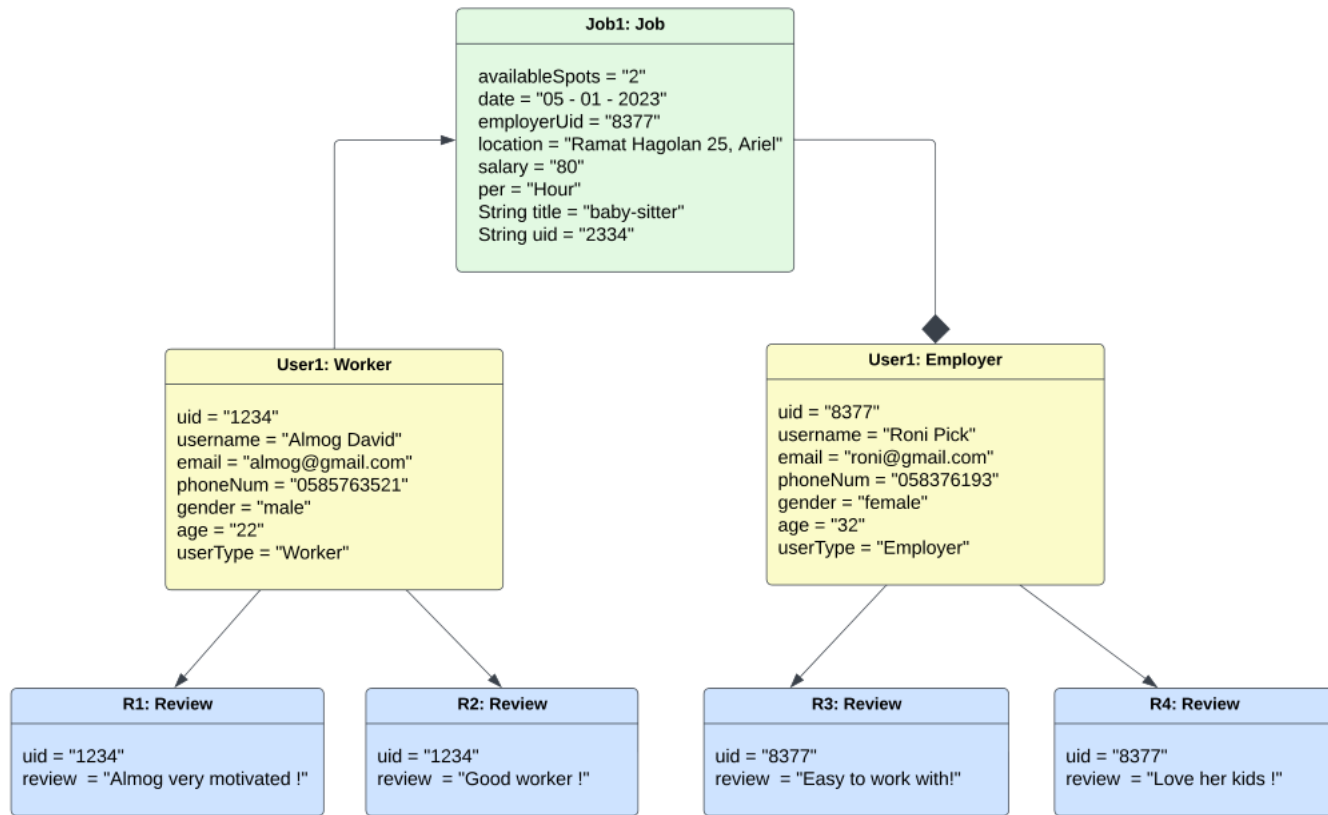 Job1: Job
availableSpots = "2"
date = "05 - 01 - 2023"
employerUid = "8377"
location = "Ramat Hagolan 25, Ariel"
salary = "80"
per = "Hour"
String title = "baby-sitter"
String uid = "2334"
User1: Worker
uid = "1234"
username = "Almog David"
email = "almog@gmail.com"
phoneNum = "0585763521"
gender = "male"
age = "22"
userType = "Worker"
User1: Employer
uid = "8377"
username = "Roni Pick"
email = "roni@gmail.com"
phoneNum = "058376193"
gender = "female"
age = "32"
userType = "Employer"
R1: Review
uid = "1234"
review  = "Almog very motivated !"
R2: Review
uid = "1234"
review  = "Good worker !"
R3: Review
uid = "8377"
review  = "Easy to work with!"
R4: Review
uid = "8377"
review  = "Love her kids !"